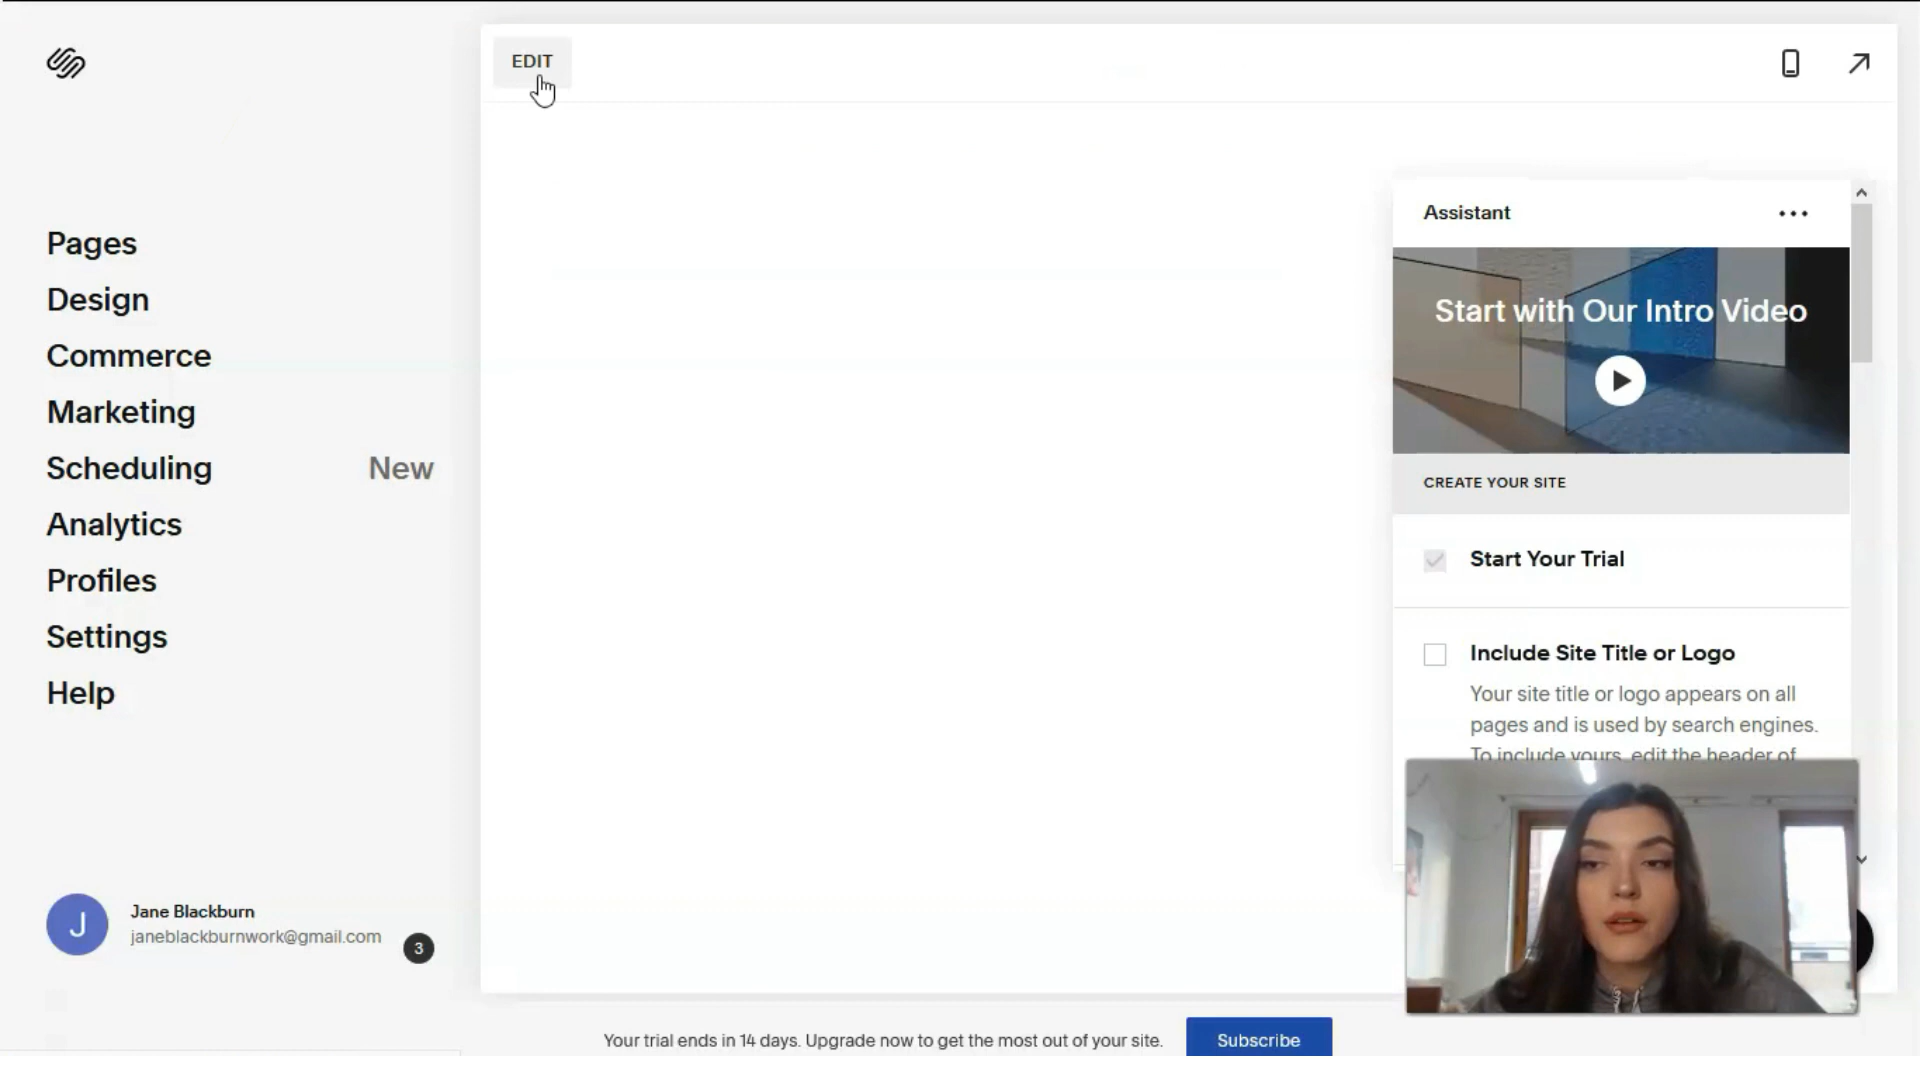 EDIT
Pages
Design
Commerce
Marketing
Scheduling New
Analytics
Profiles
Settings
Help
Jane Blackburn
janeblackburnwork@gmail.com
3
Assistant
Start with Our Intro Video
CREATE YOUR SITE
Start Your Trial
Include Site Title or Logo
Your site title or logo appears on all
pages and is used by search engines.
To include yours, edit the header of
Your trial ends in 14 days. Upgrade now to get the most out of your site.
Subscribe
J